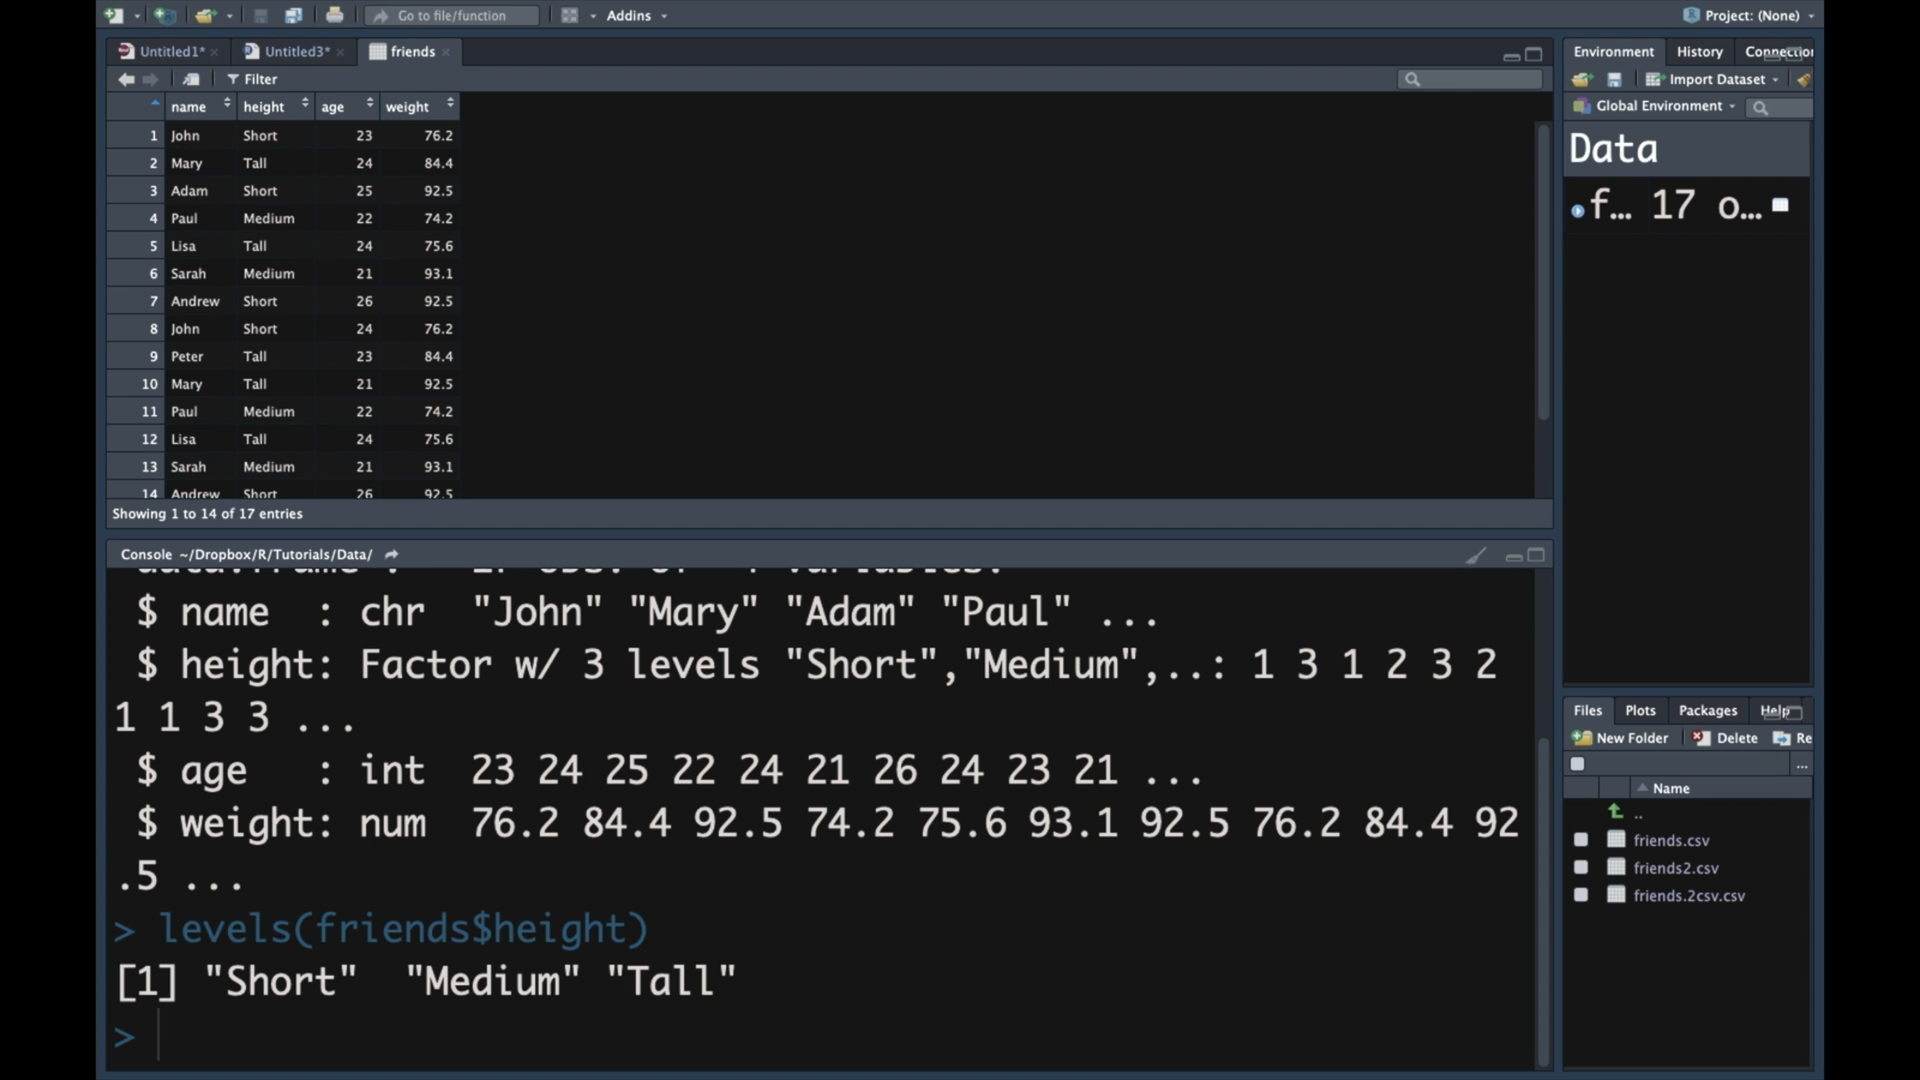 Go to file/function
Addins
Project: (None)
Untitled1*
Untitled3*
friends
Filter
name height age weight
1 John Short 23 76.2
2 Mary Tall 24 84.4
3 Adam Short 25 92.5
4 Paul Medium 22 74.2
5 Lisa Tall 24 75.6
6 Sarah Medium 21 93.1
7 Andrew Short 26 92.5
8 John Short 24 76.2
9 Peter Tall 23 84.4
10 Mary Tall 21 92.5
11 Paul Medium 22 74.2
12 Lisa Tall 24 75.6
13 Sarah Medium 21 93.1
14 Andrew Short 26 92.5
Showing 1 to 14 of 17 entries
Console ~/Dropbox/R/Tutorials/Data/
$ name : chr "John" "Mary" "Adam" "Paul" ...
$ height: Factor w/ 3 levels "Short","Medium",..: 1 3 1 2 3 2
1 1 3 3 ...
$ age : int 23 24 25 22 24 21 26 24 23 21 ...
$ weight: num 76.2 84.4 92.5 74.2 75.6 93.1 92.5 76.2 84.4 92
.5 ...
> levels(friends$height)
[1] "Short" "Medium" "Tall"
>
Environment History
Import Dataset
Global Environment
Data
f... 17 o...
Files Plots Packages Help
New Folder Delete Re
...
Name
..
friends.csv
friends2.csv
friends.2csv.csv